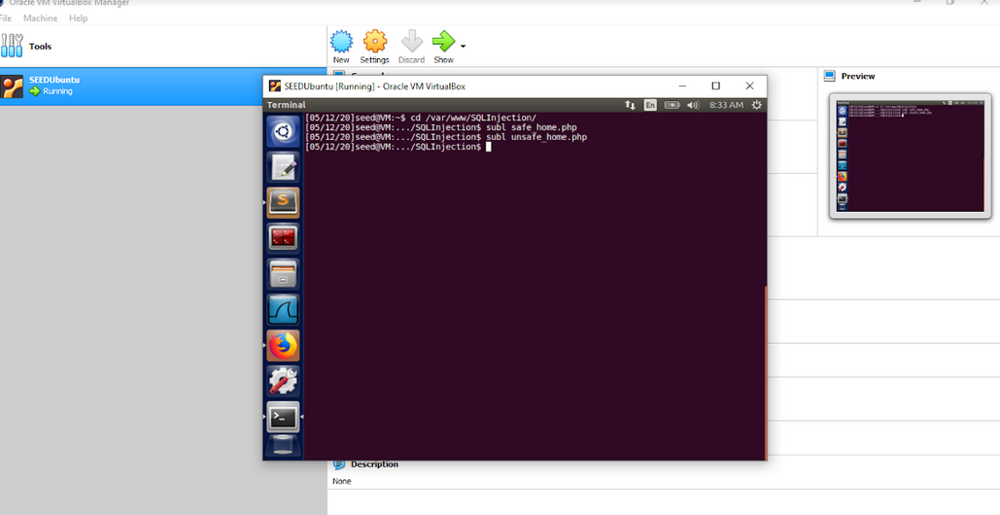 Oracle VM VirtualBox Manager
File Machine Help
Tools
New Settings Discard Show
SEEDUbuntu
Running
General
Preview
SEEDUbuntu [Running] - Oracle VM VirtualBox
Terminal
En
8:33 AM
[05/12/20]seed@VM:~$ cd /var/www/SQLInjection/
[05/12/20]seed@VM:.../SQLInjection$ subl safe_home.php
[05/12/20]seed@VM:.../SQLInjection$ subl unsafe_home.php
[05/12/20]seed@VM:.../SQLInjection$
Description
None